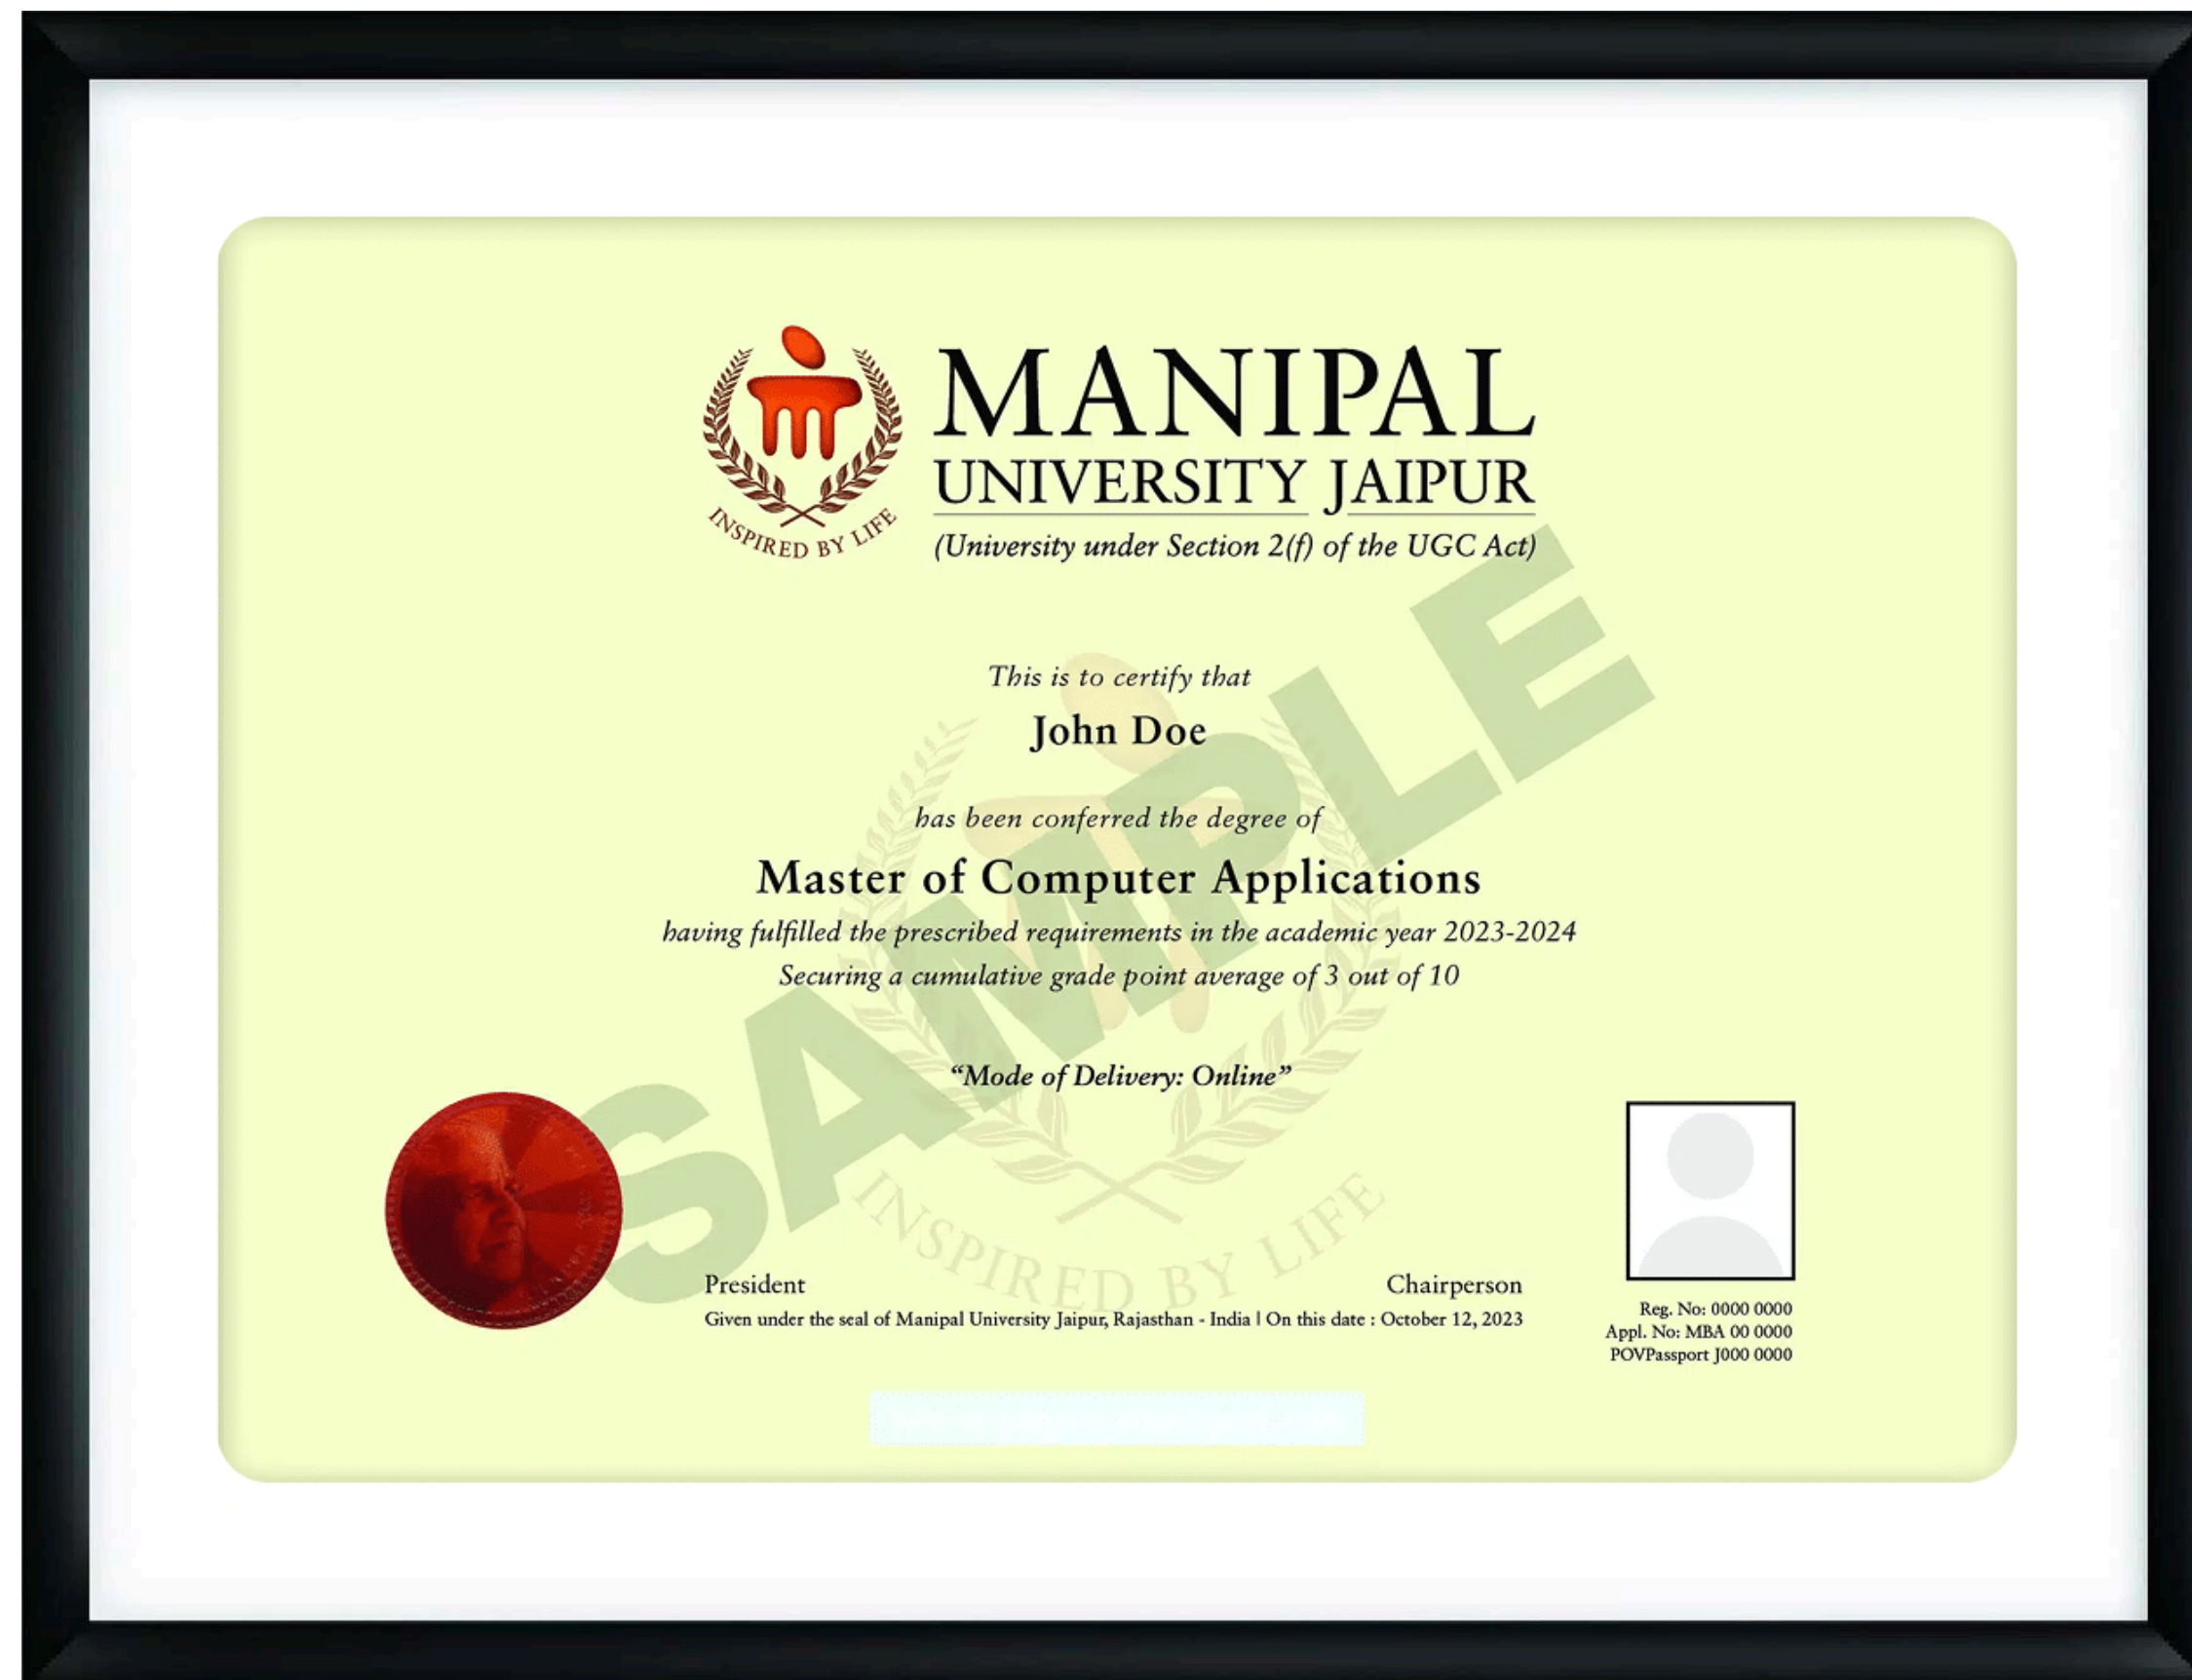 MANIPAL
UNIVERSITY JAIPUR
(University under Section 2(f) of the UGC Act)
INSPIRED BY LIFE
This is to certify that
John Doe
has been conferred the degree of
Master of Computer Applications
having fulfilled the prescribed requirements in the academic year 2023-2024
Securing a cumulative grade point average of 3 out of 10
“Mode of Delivery: Online”
SAMPLE
INSPIRED BY LIFE
President
Chairperson
Given under the seal of Manipal University Jaipur, Rajasthan - India | On this date : October 12, 2023
Reg. No: 0000 0000
Appl. No: MBA 00 0000
POVPassport J000 0000